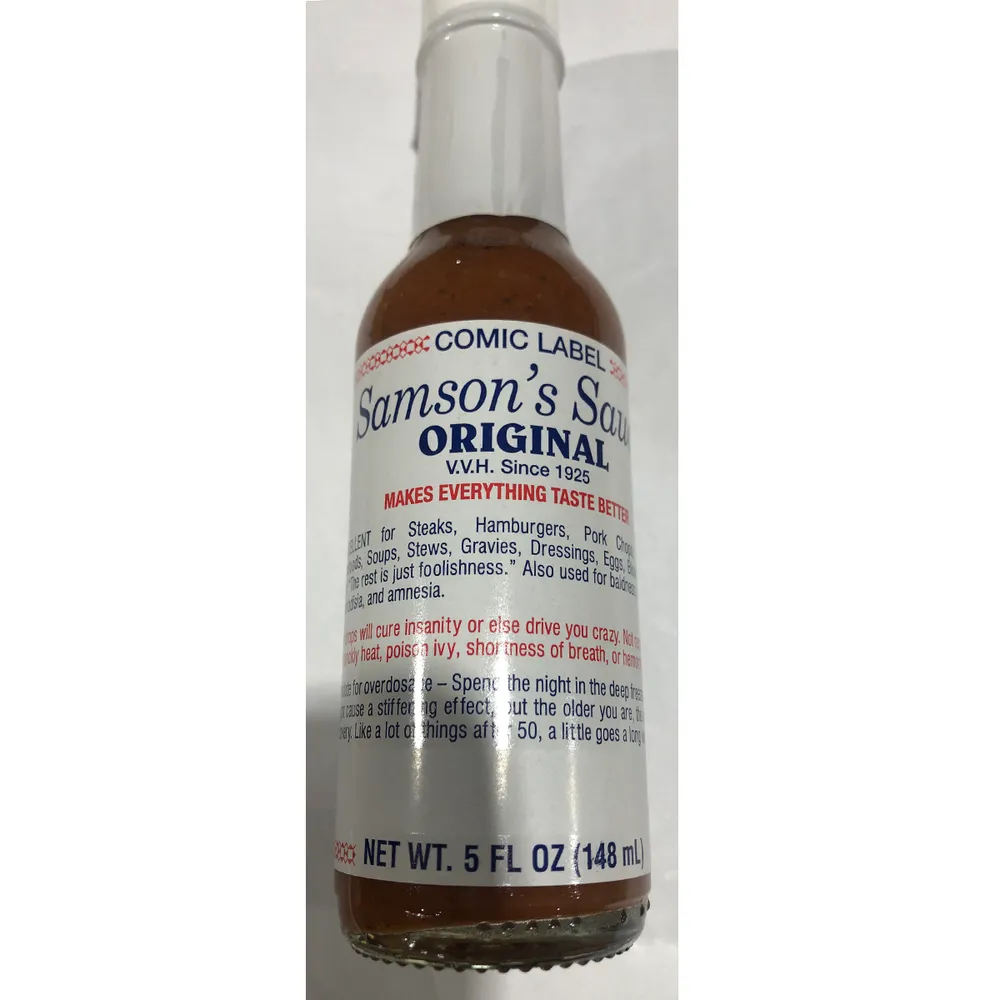 COMIC LABEL
Samson's
ORIGINAL
V.V.H. Since 1925
MAKES EVERYTHING TASTE BETTER
for Steaks, Hamburgers, Pork
Soups, Stews, Gravies, Dressings, Eggs,
"The rest is just foolishness." Also used for baldness,
and amnesia.
will cure insanity or else drive you crazy. Not
heat, poison ivy, shortness of breath, or
for overdosage – Spend the night in the deep
cause a stiffening effect, but the older you are,
Like a lot of things after 50, a little goes a long
NET WT. 5 FL OZ (148 mL)